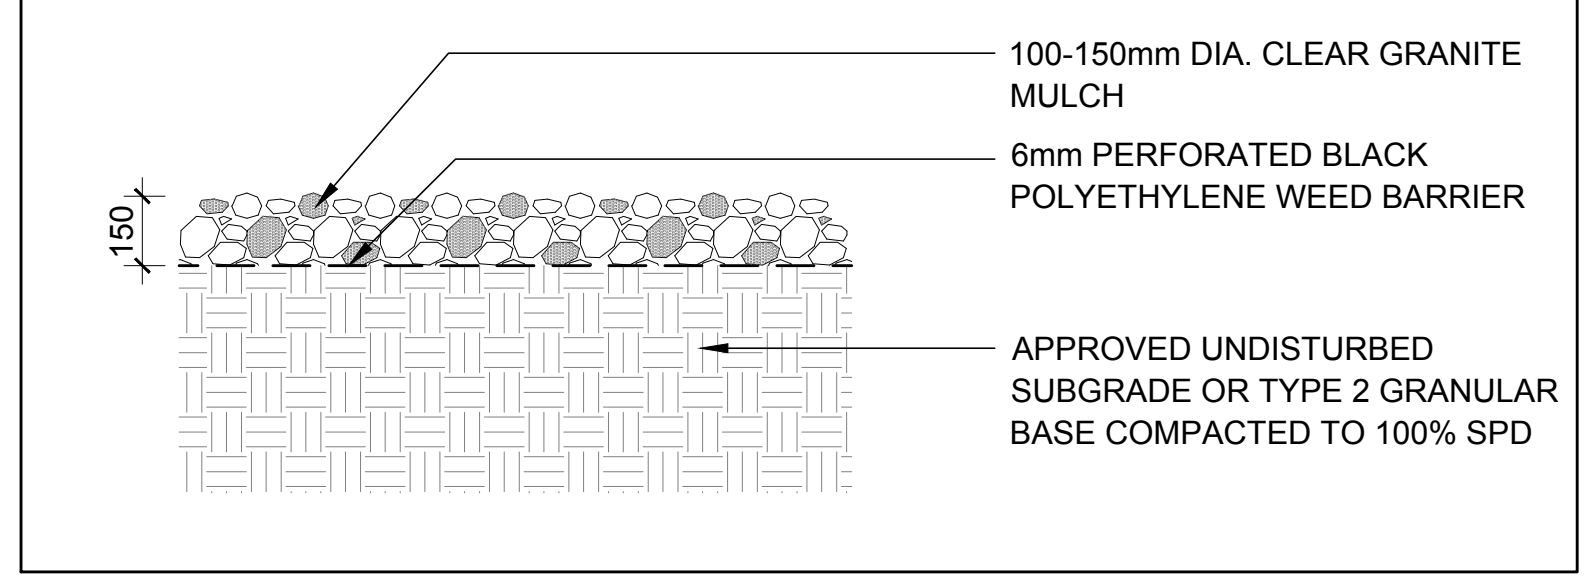 100-150mm DIA. CLEAR GRANITE
MULCH
6mm PERFORATED BLACK
POLYETHYLENE WEED BARRIER
150
APPROVED UNDISTURBED
SUBGRADE OR TYPE 2 GRANULAR
BASE COMPACTED TO 100% SPD